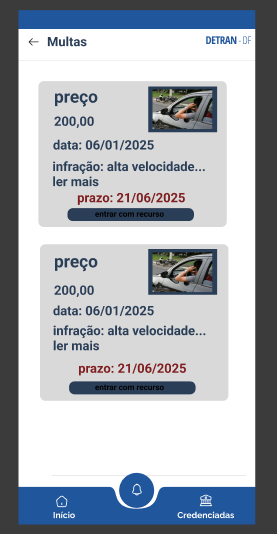 ← Multas
DETRAN - DF
preço
200,00
data: 06/01/2025
infração: alta velocidade...
ler mais
prazo: 21/06/2025
entrar com recurso
preço
200,00
data: 06/01/2025
infração: alta velocidade...
ler mais
prazo: 21/06/2025
entrar com recurso
Início
Credenciadas